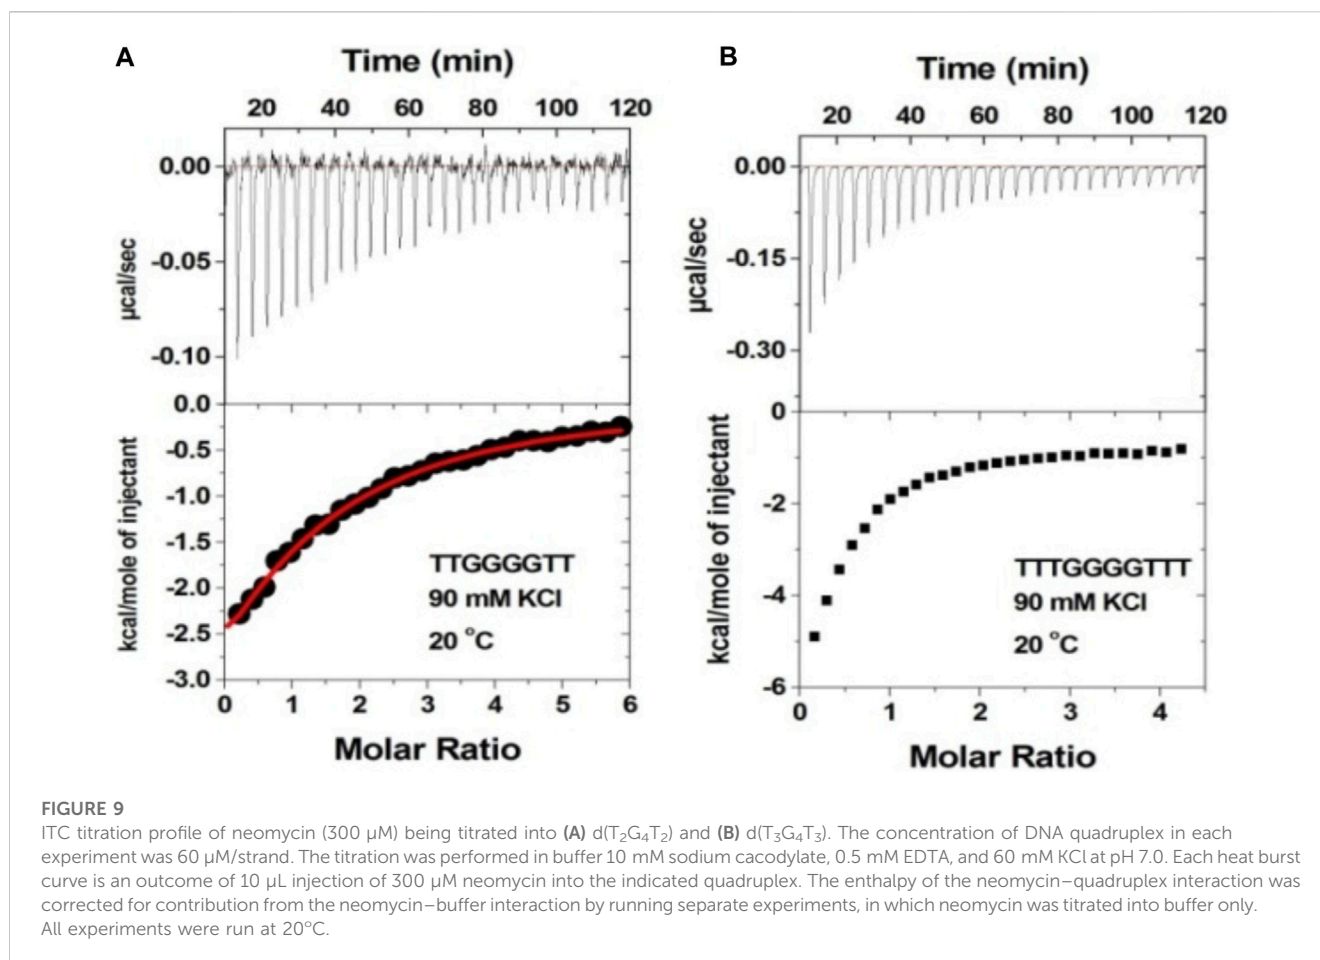 A
Time (min)
20 40 60 80 100 120
0.00
-0.05
-0.10
µcal/sec
0.0
-0.5
-1.0
-1.5
-2.0
-2.5
-3.0
kcal/mole of injectant
TTGGGGTT
90 mM KCl
20 °C
0 1 2 3 4 5 6
Molar Ratio
B
Time (min)
20 40 60 80 100 120
0.00
-0.15
-0.30
µcal/sec
0
-2
-4
-6
kcal/mole of injectant
TTTGGGGTTT
90 mM KCl
20 °C
0 1 2 3 4
Molar Ratio
FIGURE 9
ITC titration profile of neomycin (300 µM) being titrated into (A) d(T₂G₄T₂) and (B) d(T₃G₄T₃). The concentration of DNA quadruplex in each
experiment was 60 µM/strand. The titration was performed in buffer 10 mM sodium cacodylate, 0.5 mM EDTA, and 60 mM KCl at pH 7.0. Each heat burst
curve is an outcome of 10 µL injection of 300 µM neomycin into the indicated quadruplex. The enthalpy of the neomycin–quadruplex interaction was
corrected for contribution from the neomycin–buffer interaction by running separate experiments, in which neomycin was titrated into buffer only.
All experiments were run at 20°C.